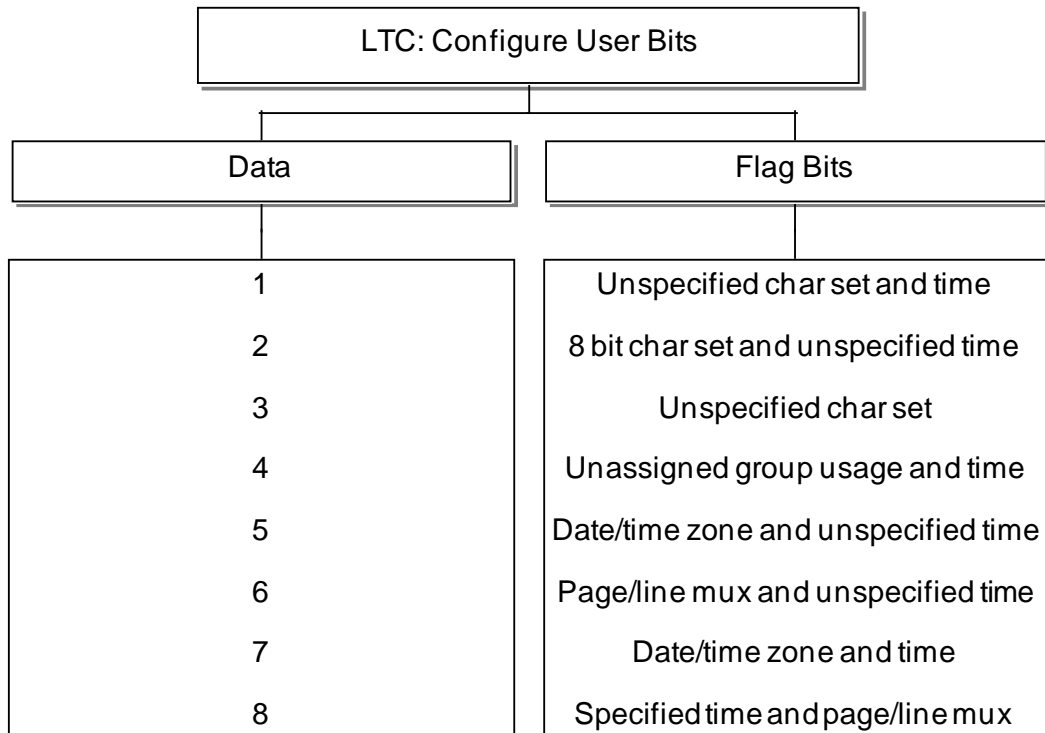 LTC: Configure User Bits
Data
Flag Bits
1
2
3
4
5
6
7
8
Unspecified char set and time
8 bit char set and unspecified time
Unspecified char set
Unassigned group usage and time
Date/time zone and unspecified time
Page/line mux and unspecified time
Date/time zone and time
Specified time and page/line mux